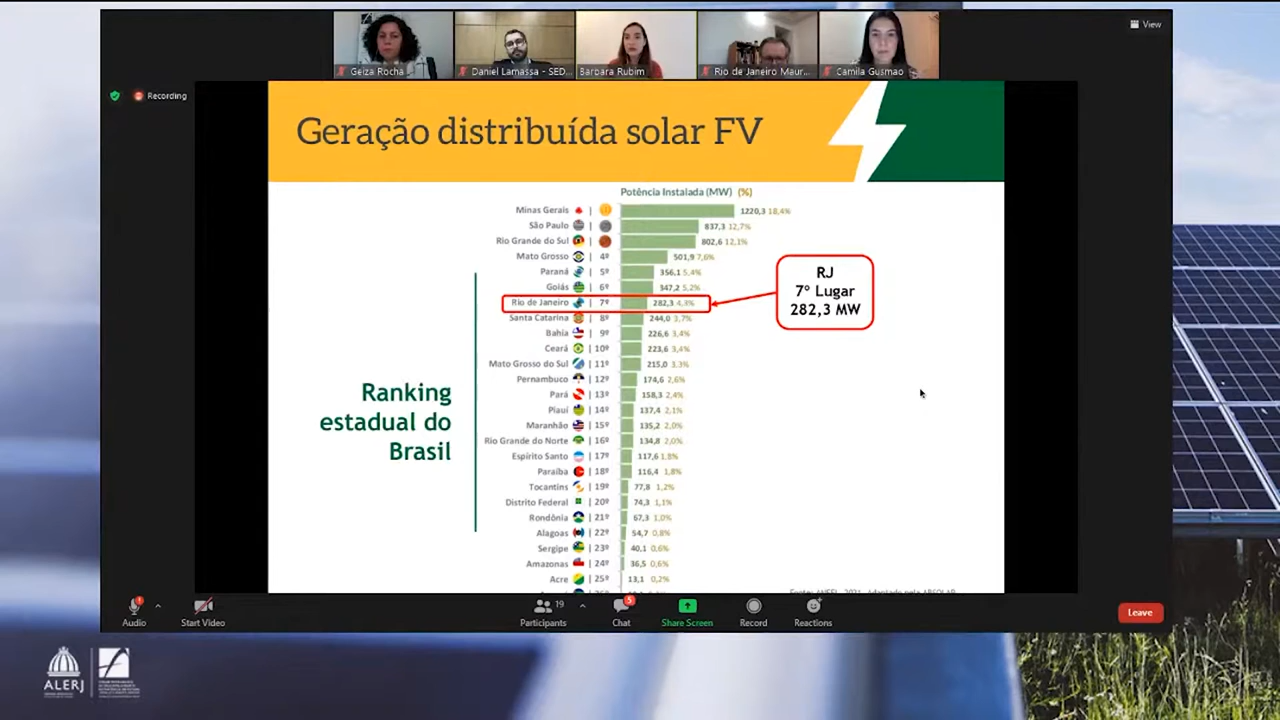 View
Geiza Rocha
Daniel Lamassa - SED...
Bárbara Rubim
Rio de Janeiro Maur...
Camila Gusmão
Recording
Geração distribuída solar FV
Potência Instalada (MW) (%)
Minas Gerais | 1220,3 18,4%
São Paulo | 837,3 12,7%
Rio Grande do Sul | 802,6 12,1%
Mato Grosso | 4º 501,9 7,6%
Paraná | 5º 356,1 5,4%
Goiás | 6º 347,2 5,2%
Rio de Janeiro | 7º 282,3 4,3%
Santa Catarina | 8º 244,0 3,7%
Bahia | 9º 226,6 3,4%
Ceará | 10º 223,6 3,4%
Mato Grosso do Sul | 11º 215,0 3,3%
Pernambuco | 12º 174,6 2,6%
Pará | 13º 158,3 2,4%
Piauí | 14º 137,4 2,1%
Maranhão | 15º 135,2 2,0%
Rio Grande do Norte | 16º 134,8 2,0%
Espírito Santo | 17º 117,6 1,8%
Paraíba | 18º 116,4 1,8%
Tocantins | 19º 77,8 1,2%
Distrito Federal | 20º 74,3 1,1%
Rondônia | 21º 67,3 1,0%
Alagoas | 22º 54,7 0,8%
Sergipe | 23º 40,1 0,6%
Amazonas | 24º 36,5 0,6%
Acre | 25º 13,1 0,2%
RJ
7º Lugar
282,3 MW
Ranking
estadual do
Brasil
Audio
Start Video
Participants
19
Chat
5
Share Screen
Record
Reactions
Leave
ALERJ